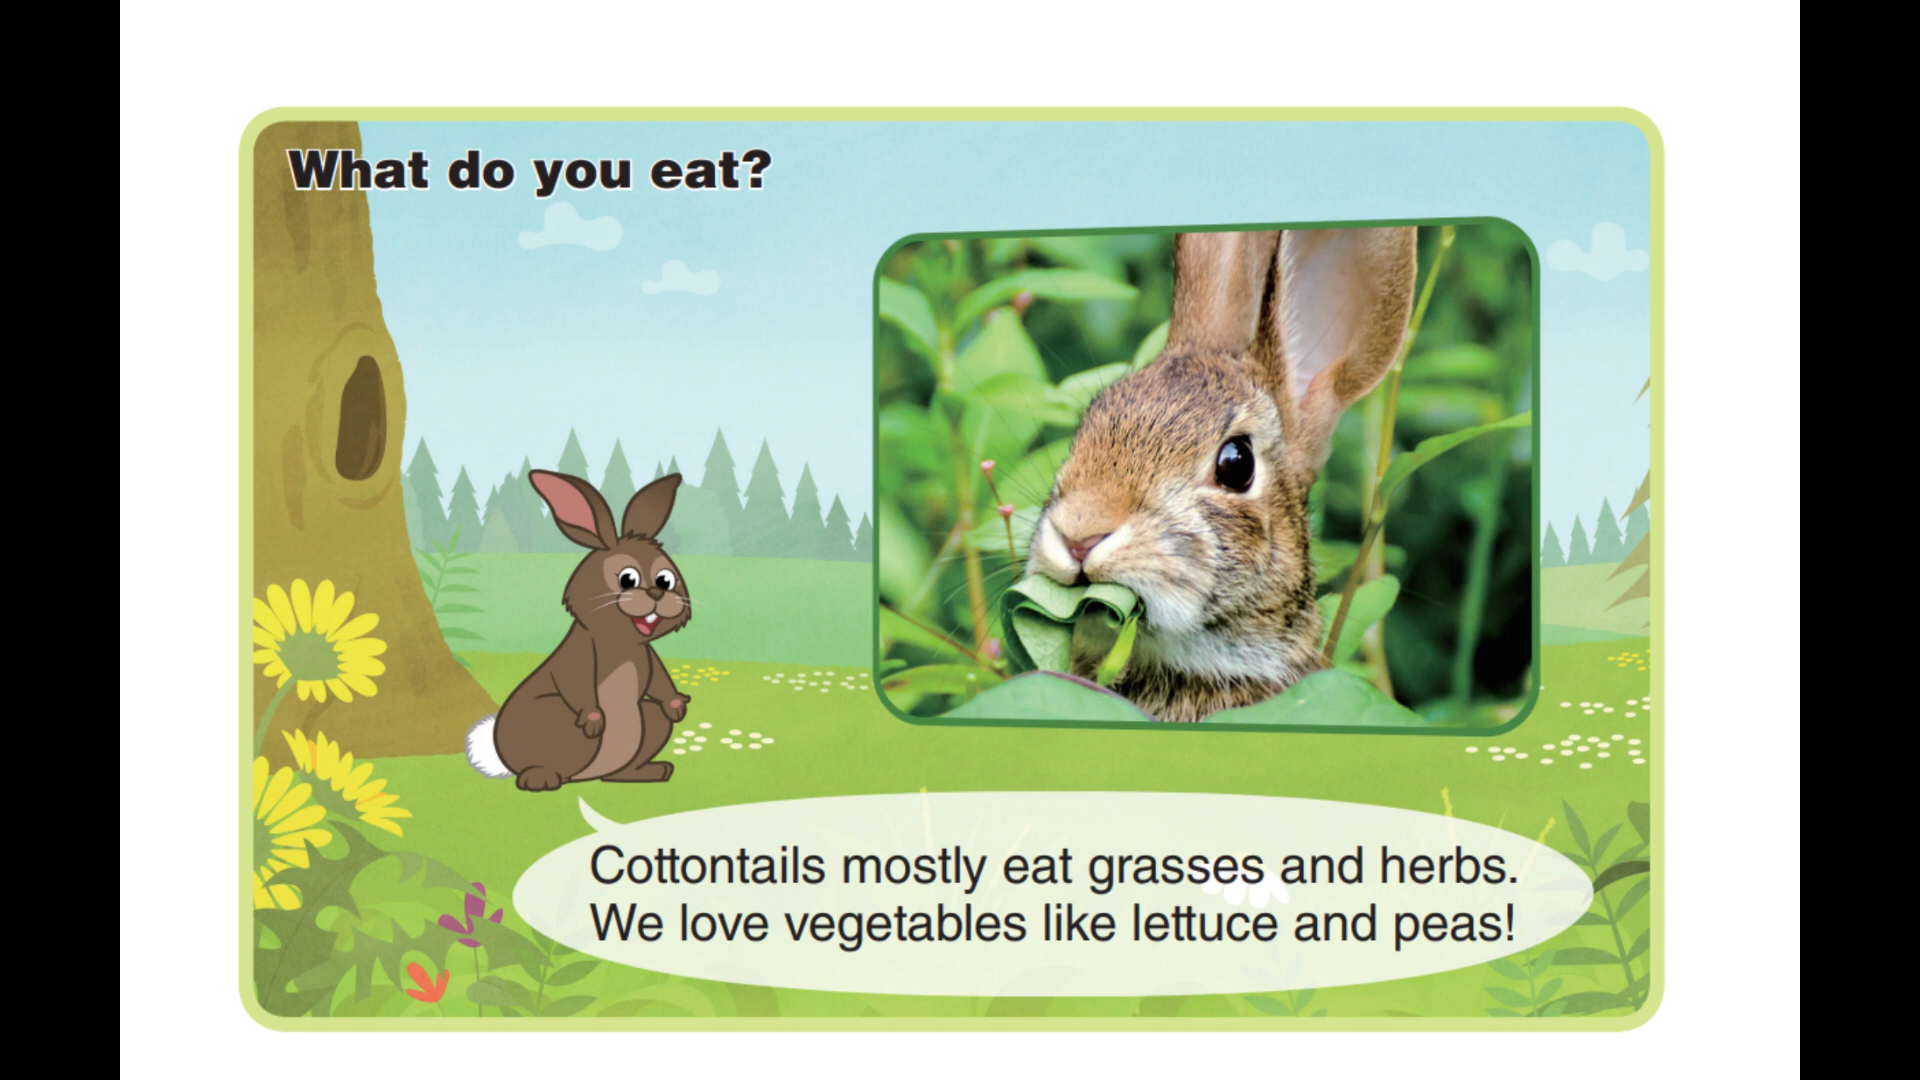 What do you eat?
Cottontails mostly eat grasses and herbs.
We love vegetables like lettuce and peas!